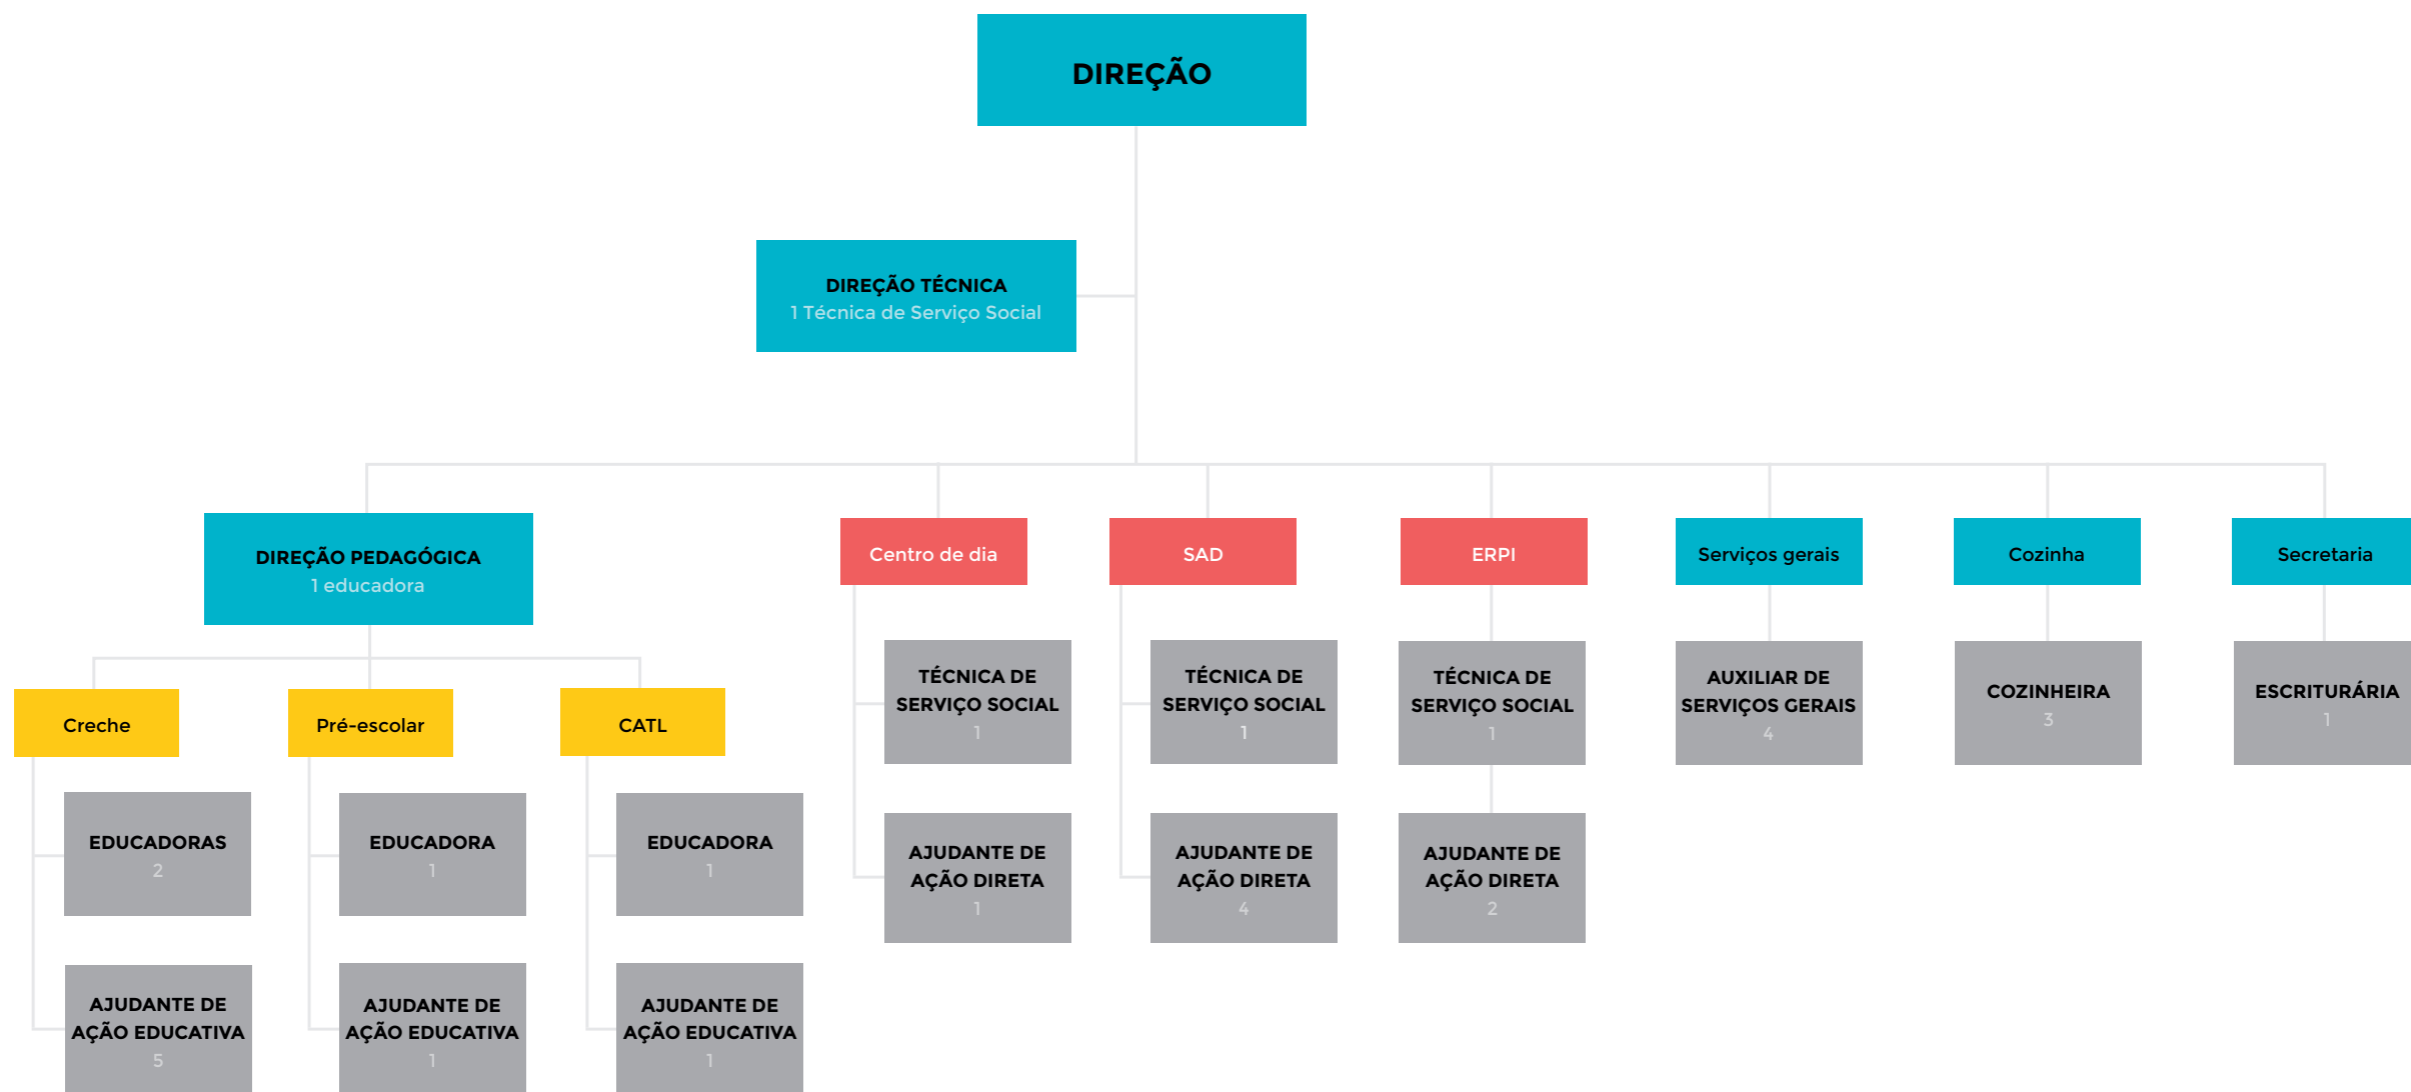 DIREÇÃO
DIREÇÃO TÉCNICA
1 Técnica de Serviço Social
DIREÇÃO PEDAGÓGICA
1 educadora
Centro de dia
SAD
ERPI
Serviços gerais
Cozinha
Secretaria
Creche
Pré-escolar
CATL
TÉCNICA DE
SERVIÇO SOCIAL
1
TÉCNICA DE
SERVIÇO SOCIAL
1
TÉCNICA DE
SERVIÇO SOCIAL
1
AUXILIAR DE
SERVIÇOS GERAIS
4
COZINHEIRA
3
ESCRITURÁRIA
1
EDUCADORAS
2
EDUCADORA
1
EDUCADORA
1
AJUDANTE DE
AÇÃO DIRETA
1
AJUDANTE DE
AÇÃO DIRETA
4
AJUDANTE DE
AÇÃO DIRETA
2
AJUDANTE DE
AÇÃO EDUCATIVA
5
AJUDANTE DE
AÇÃO EDUCATIVA
1
AJUDANTE DE
AÇÃO EDUCATIVA
1